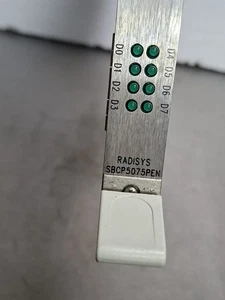 D0 D4
D1 D5
D2 D6
D3 D7
RADISYS
SBCP5075PEN